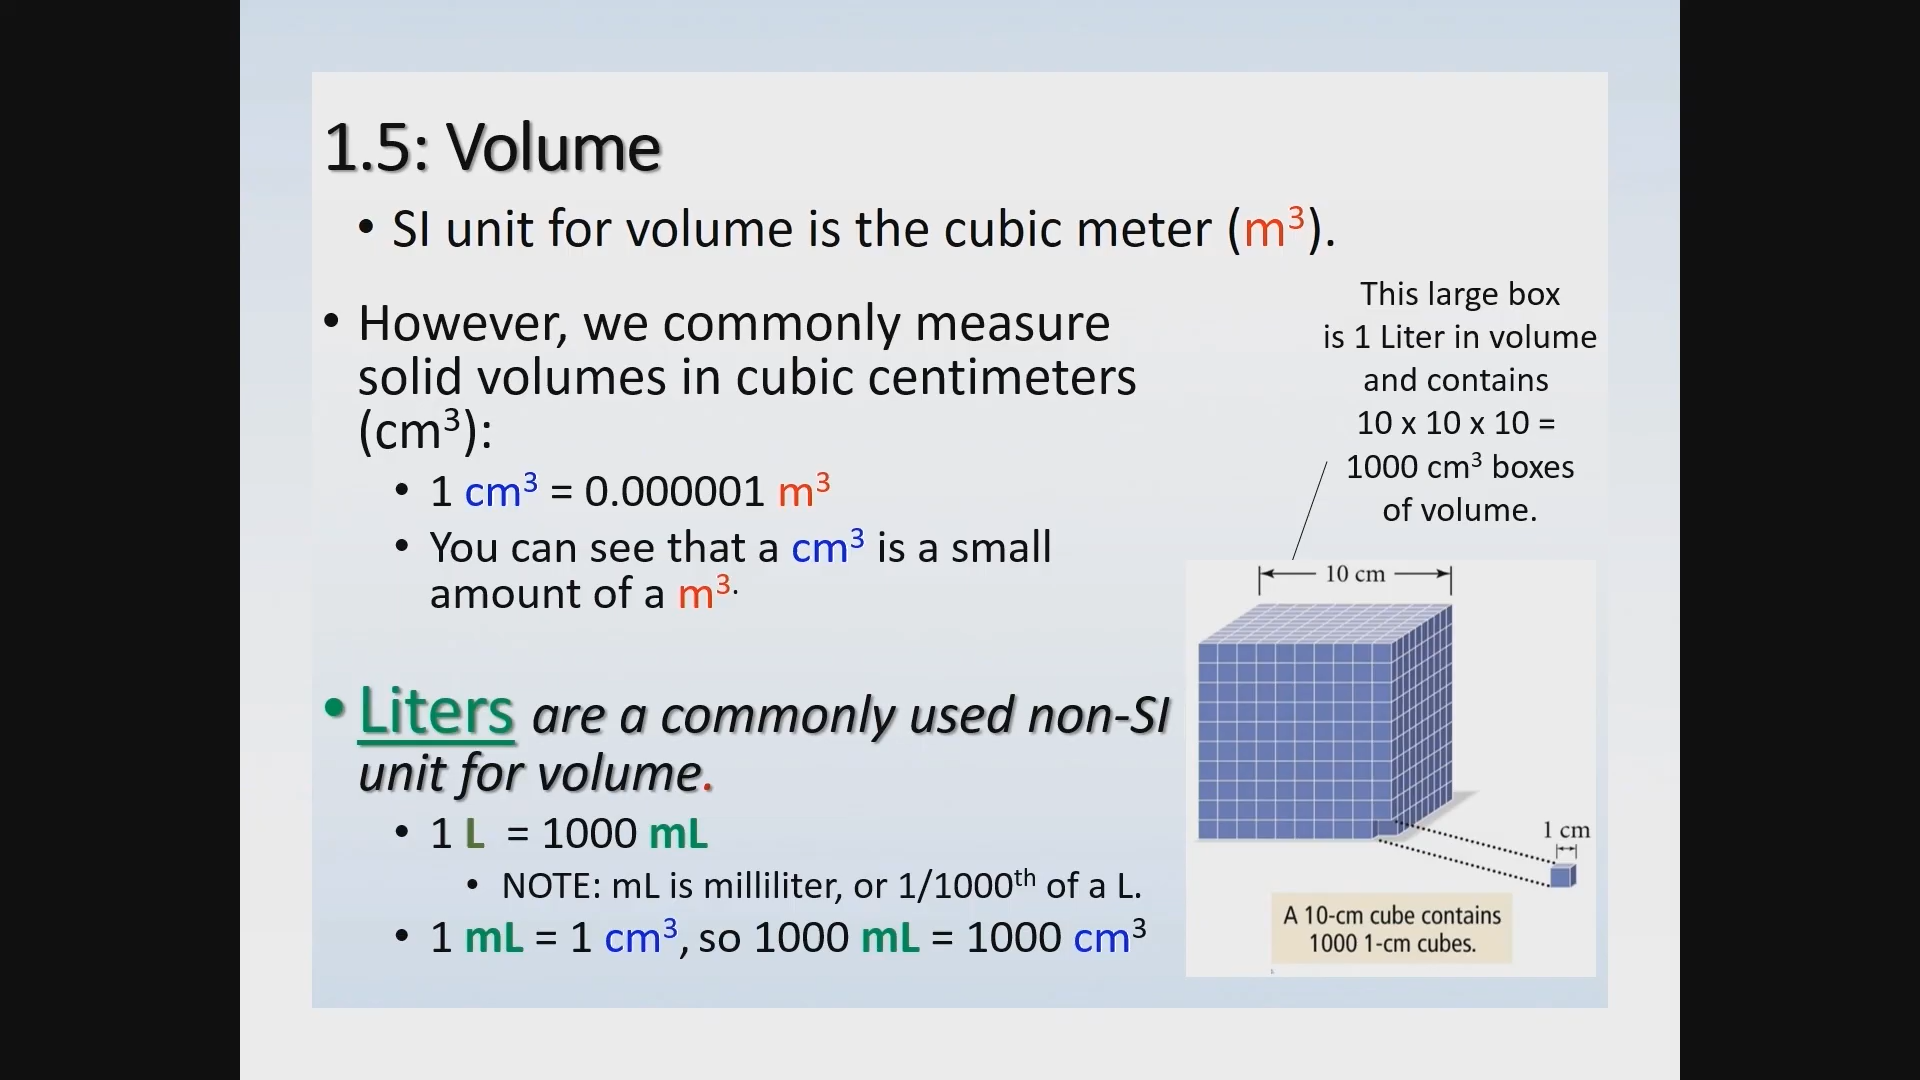 1.5: Volume
• SI unit for volume is the cubic meter (m³).
• However, we commonly measure
solid volumes in cubic centimeters
(cm³):
• 1 cm³ = 0.000001 m³
• You can see that a cm³ is a small
amount of a m³.
• Liters are a commonly used non-SI
unit for volume.
• 1 L = 1000 mL
• NOTE: mL is milliliter, or 1/1000th of a L.
• 1 mL = 1 cm³, so 1000 mL = 1000 cm³
This large box
is 1 Liter in volume
and contains
10 x 10 x 10 =
1000 cm³ boxes
of volume.
10 cm
1 cm
A 10-cm cube contains
1000 1-cm cubes.